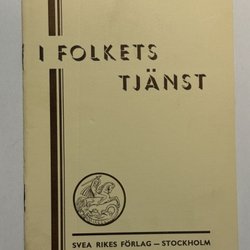 I FOLKETS
TJÄNST
SVEA RIKES FÖRLAG — STOCKHOLM